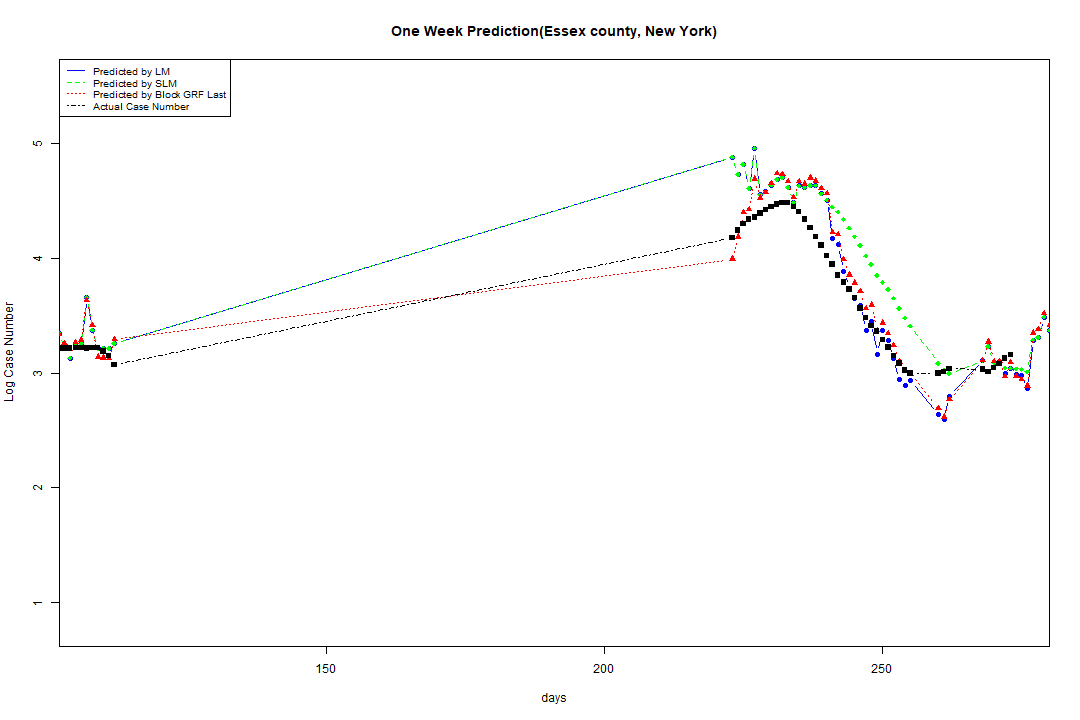 One Week Prediction(Essex county, New York)
Predicted by LM
Predicted by SLM
Predicted by Block GRF Last
Actual Case Number
Log Case Number
5
4
3
2
1
150 200 250
days